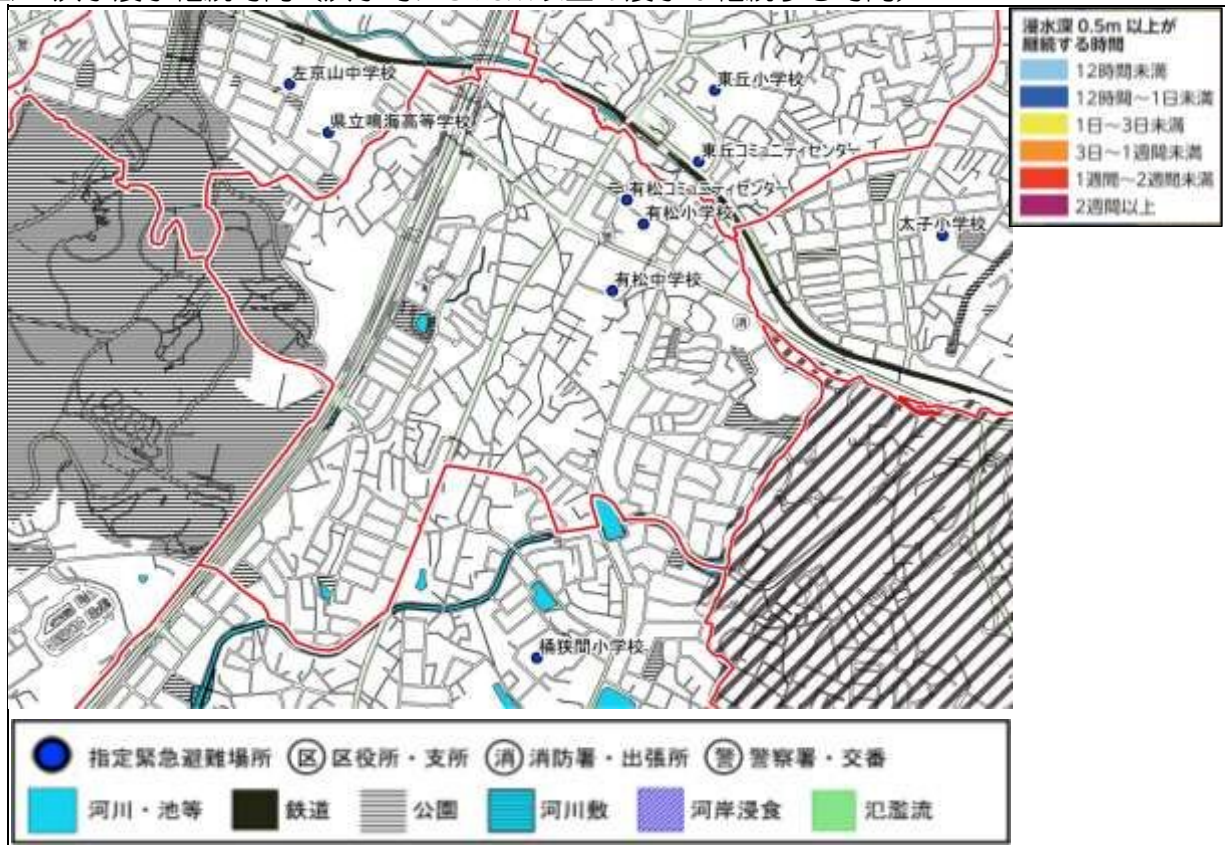 浸水深 0.5m 以上が
継続する時間
12時間未満
12時間～1日未満
1日～3日未満
3日～1週間未満
1週間～2週間未満
2週間以上
警
左京山中学校
県立鳴海高等学校
東丘小学校
東丘コミュニティセンター
有松コミュニティセンター
有松小学校
太子小学校
有松中学校
消
桶狭間小学校
指定緊急避難場所 区 区役所・支所 消 消防署・出張所 警 警察署・交番
河川・池等 鉄道 公園 河川敷 河岸浸食 氾濫流